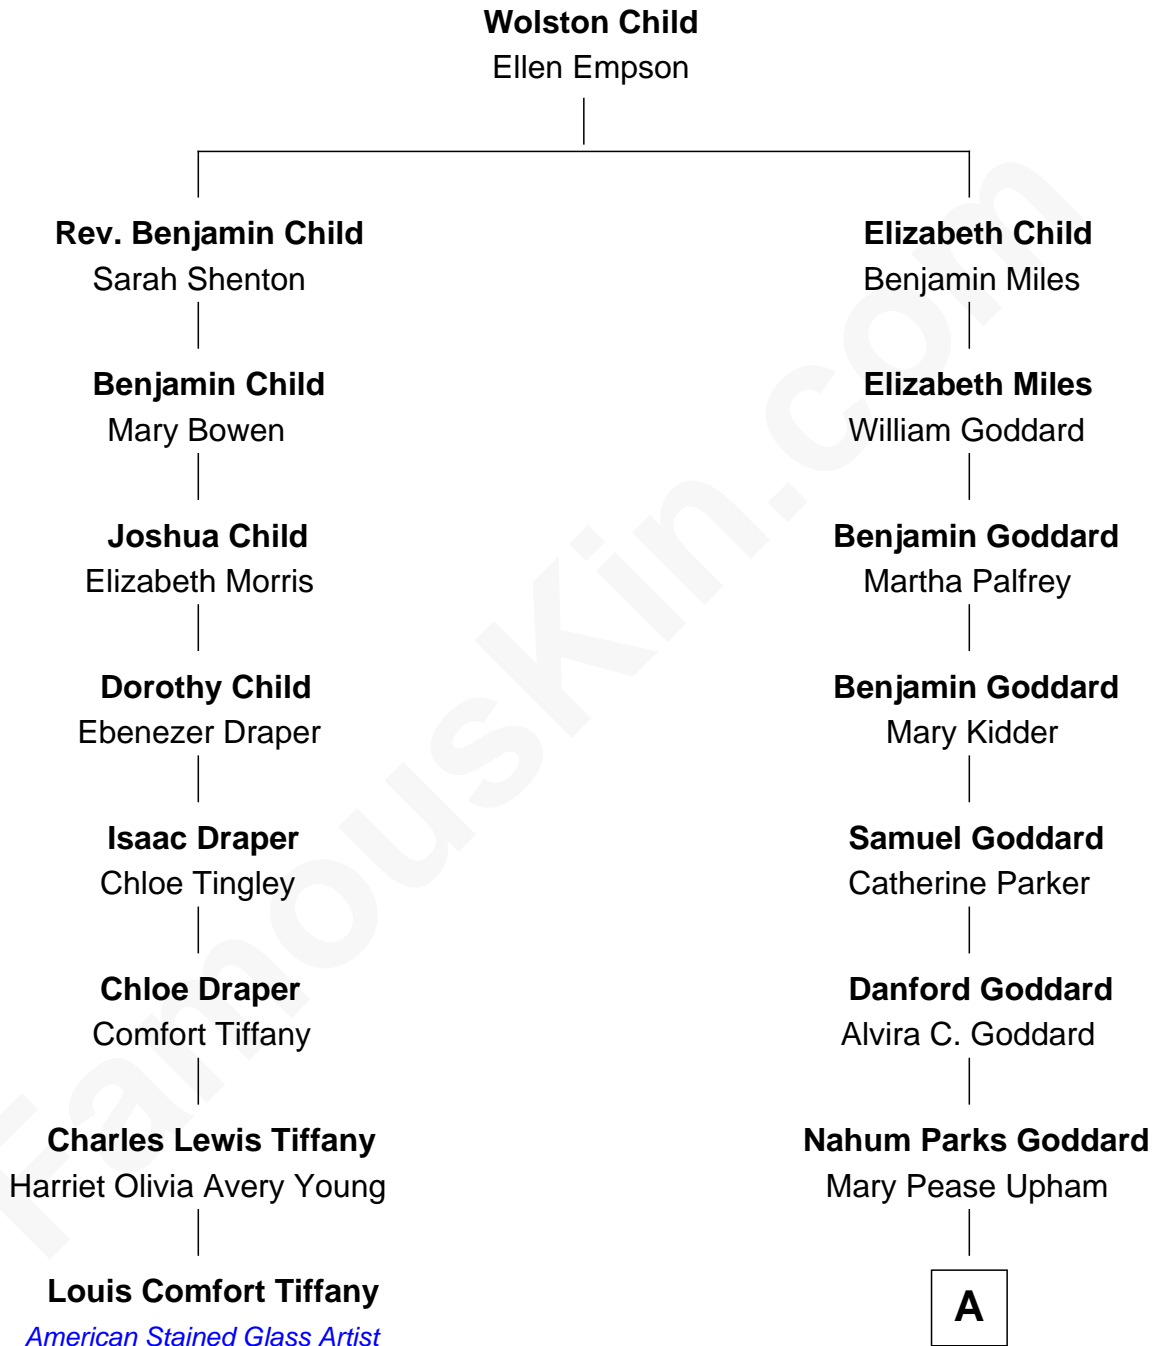 Wolston Child
Ellen Empson
Rev. Benjamin Child
Sarah Shenton
Elizabeth Child
Benjamin Miles
Benjamin Child
Mary Bowen
Elizabeth Miles
William Goddard
Joshua Child
Elizabeth Morris
Benjamin Goddard
Martha Palfrey
Dorothy Child
Ebenezer Draper
Benjamin Goddard
Mary Kidder
Isaac Draper
Chloe Tingley
Samuel Goddard
Catherine Parker
Chloe Draper
Comfort Tiffany
Danford Goddard
Alvira C. Goddard
Charles Lewis Tiffany
Harriet Olivia Avery Young
Nahum Parks Goddard
Mary Pease Upham
Louis Comfort Tiffany
American Stained Glass Artist
A
FamousKin.com